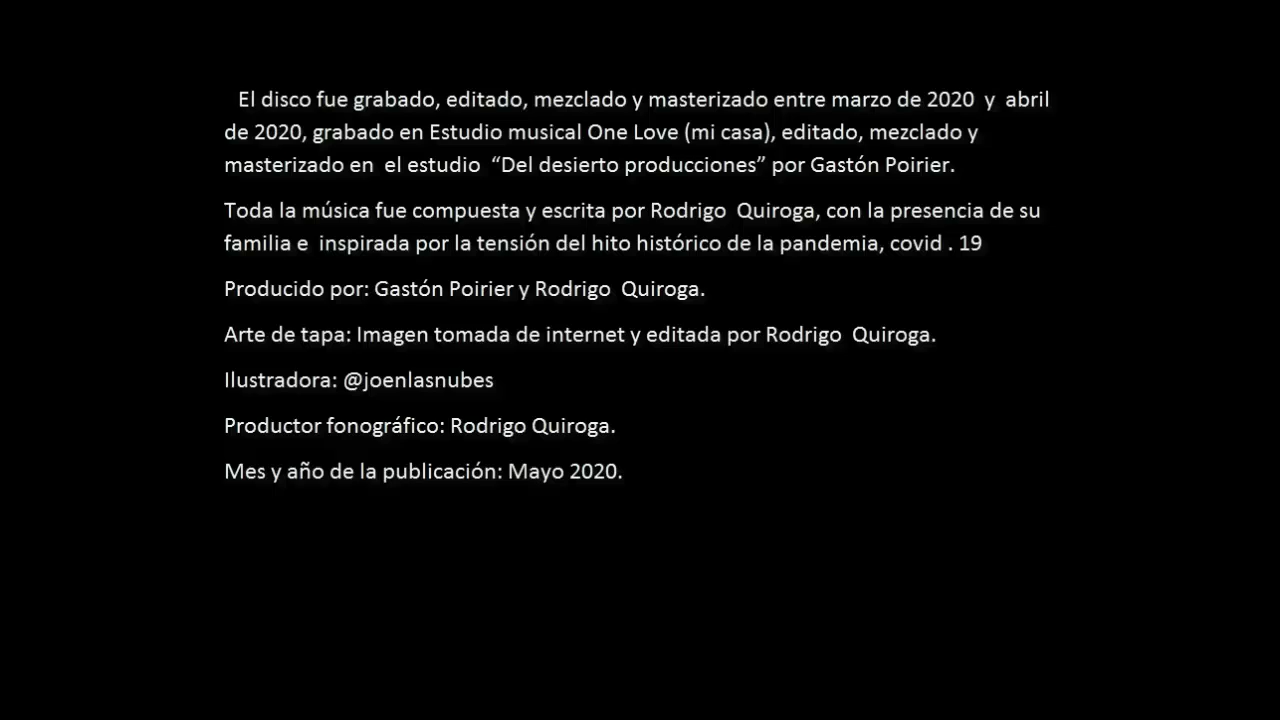 El disco fue grabado, editado, mezclado y masterizado entre marzo de 2020 y abril
de 2020, grabado en Estudio musical One Love (mi casa), editado, mezclado y
masterizado en el estudio “Del desierto producciones” por Gastón Poirier.
Toda la música fue compuesta y escrita por Rodrigo Quiroga, con la presencia de su
familia e inspirada por la tensión del hito histórico de la pandemia, covid . 19
Producido por: Gastón Poirier y Rodrigo Quiroga.
Arte de tapa: Imagen tomada de internet y editada por Rodrigo Quiroga.
Ilustradora: @joenlasnubes
Productor fonográfico: Rodrigo Quiroga.
Mes y año de la publicación: Mayo 2020.